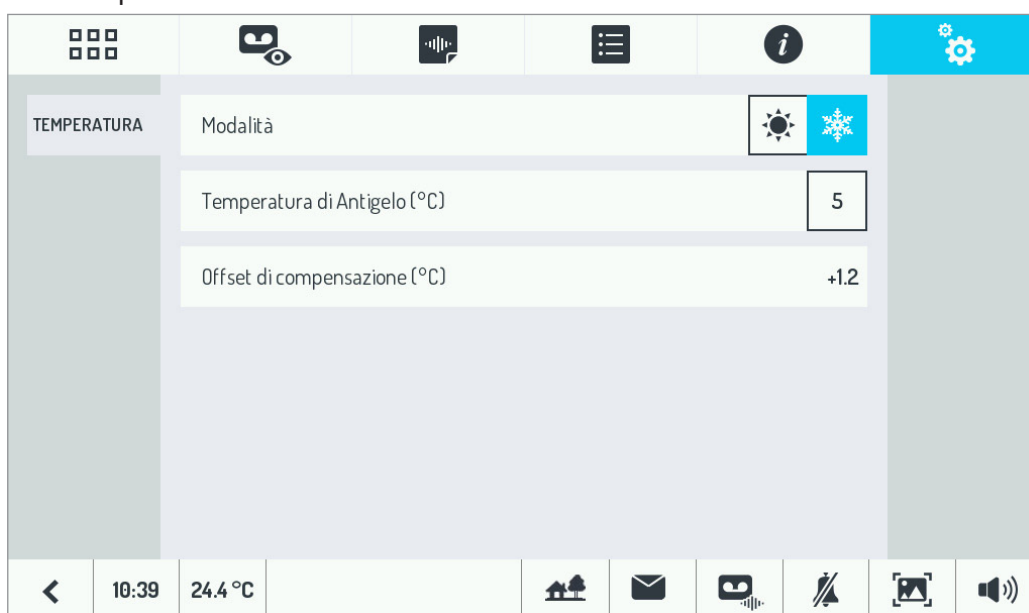 TEMPERATURA
Modalità
Temperatura di Antigelo (°C)
5
Offset di compensazione (°C)
+1.2
10:39
24.4 °C